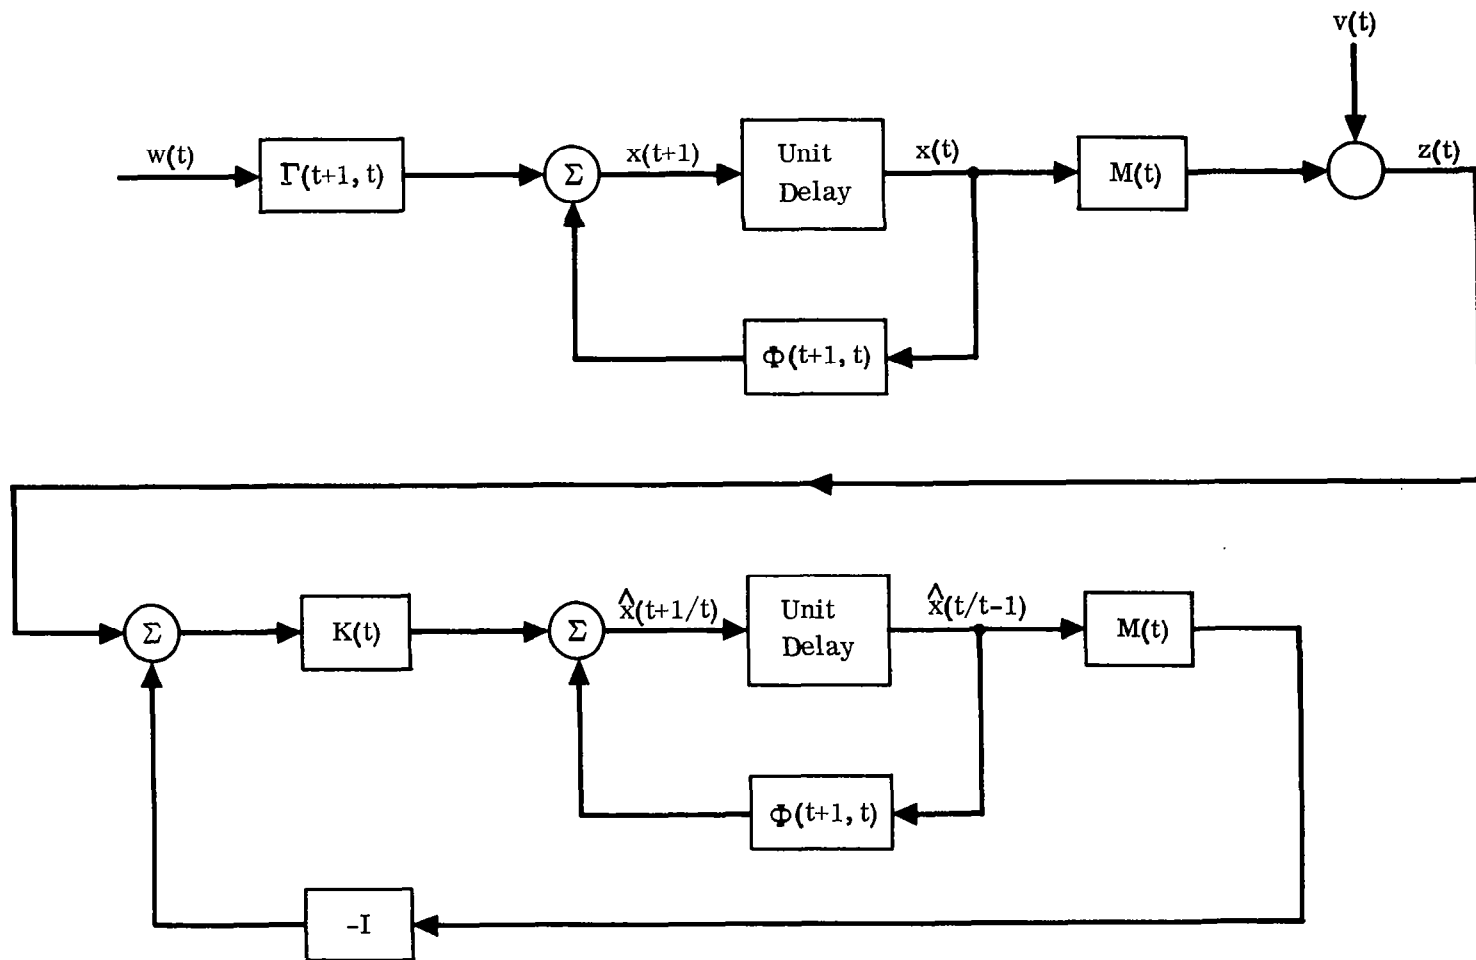 v(t)
w(t)
Γ(t+1, t)
Σ
x(t+1)
Unit
Delay
x(t)
M(t)
z(t)
Φ(t+1, t)
Σ
K(t)
Σ
x̂(t+1/t)
Unit
Delay
x̂(t/t-1)
M(t)
Φ(t+1, t)
-I